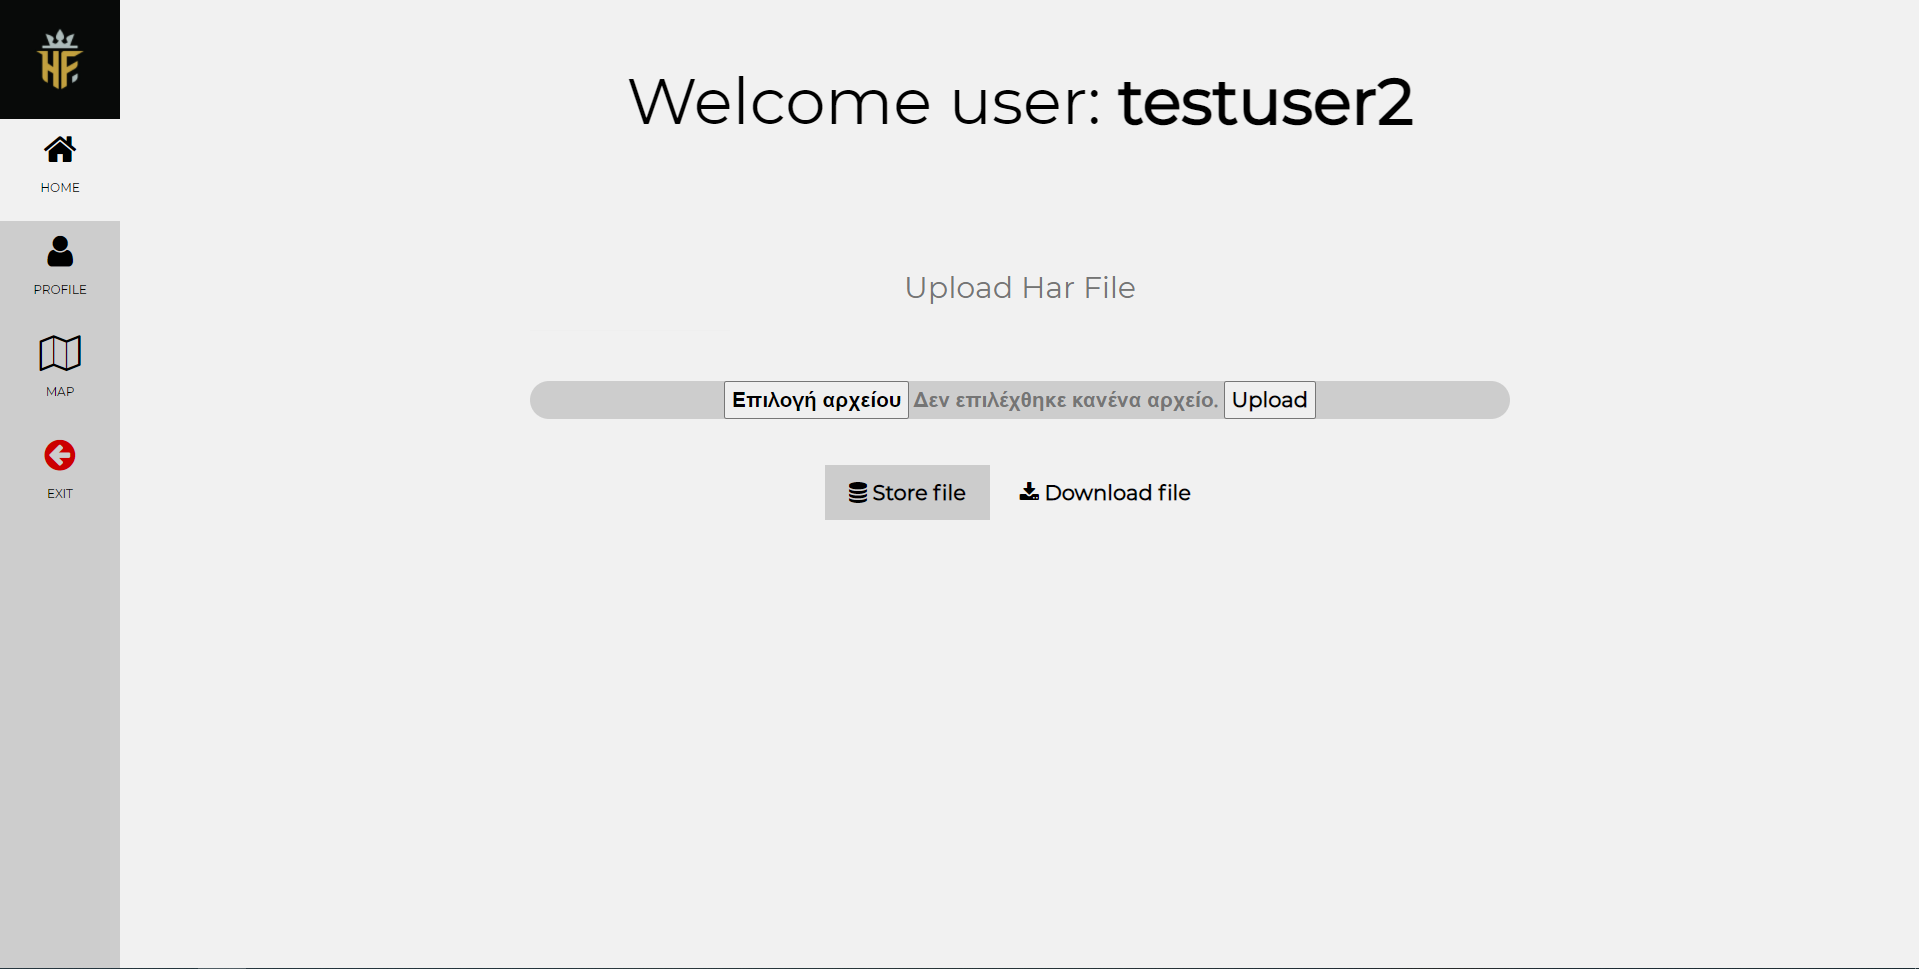 HF
HOME
PROFILE
MAP
EXIT
Welcome user: testuser2
Upload Har File
Επιλογή αρχείου Δεν επιλέχθηκε κανένα αρχείο. Upload
Store file Download file